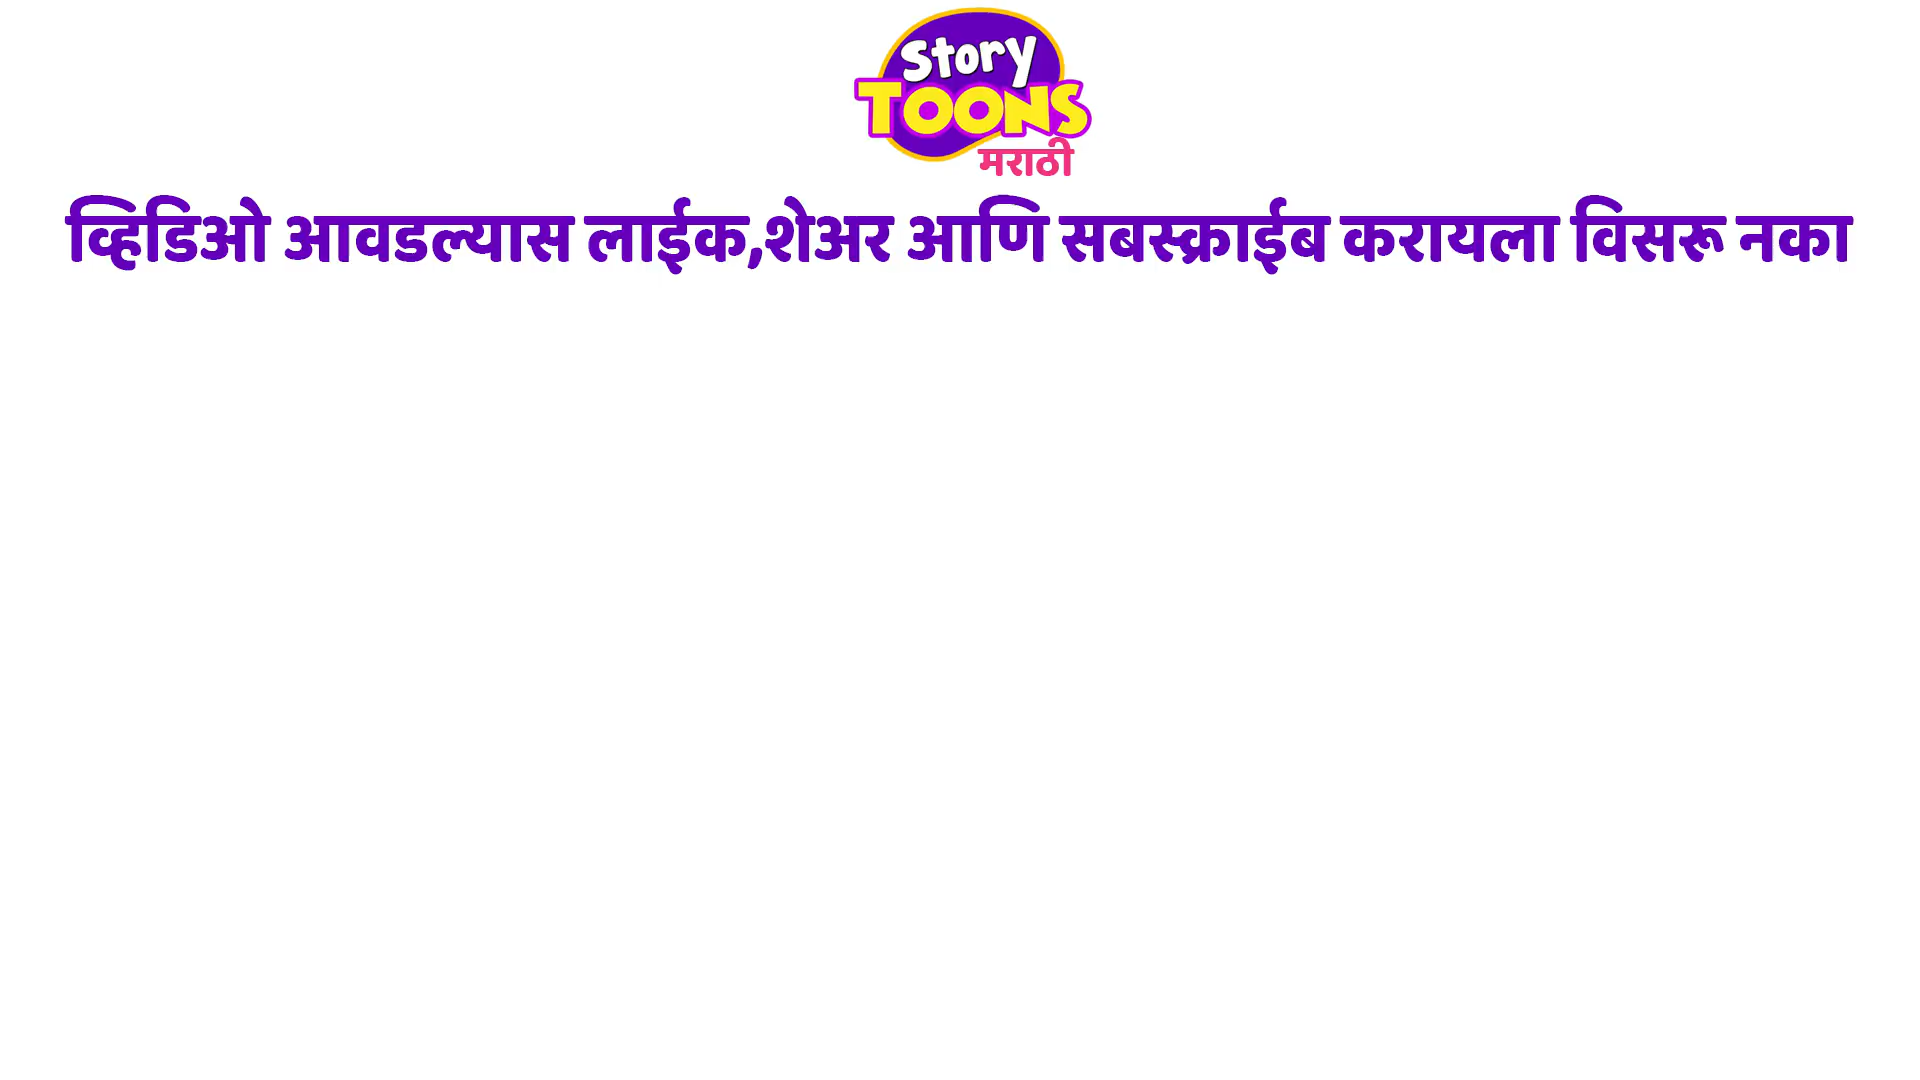 Story
TOONS
मराठी
व्हिडिओ आवडल्यास लाईक,शेअर आणि सबस्क्राईब करायला विसरू नका